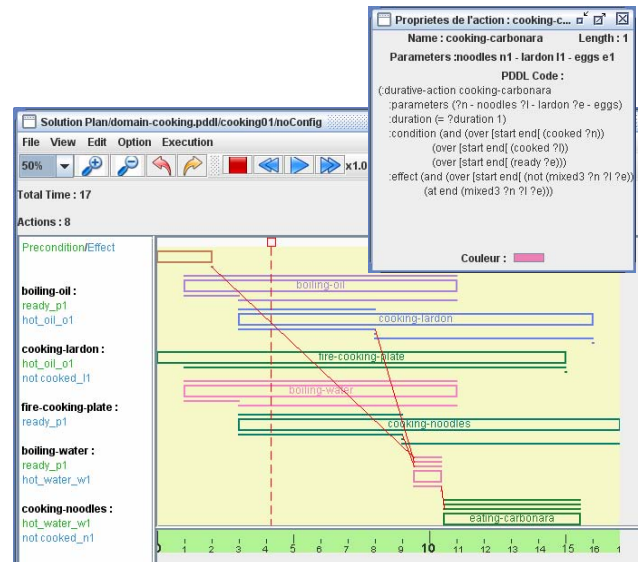 Proprietes de l'action : cooking-c...
Name : cooking-carbonara Length : 1
Parameters :noodles n1 - lardon l1 - eggs e1
PDDL Code :
(:durative-action cooking-carbonara
:parameters (?n - noodles ?l - lardon ?e - eggs)
:duration (= ?duration 1)
:condition (and (over [start end[ (cooked ?n))
(over [start end[ (cooked ?l))
(over [start end[ (ready ?e)))
:effect (and (over [start end[ (not (mixed3 ?n ?l ?e))
(at end (mixed3 ?n ?l ?e)))
Couleur :
Solution Plan/domain-cooking.pddl/cooking01/noConfig
File View Edit Option Execution
50% x1.0
Total Time : 17
Actions : 8
Precondition/Effect
boiling-oil :
ready_p1
hot_oil_o1
cooking-lardon :
hot_oil_o1
not cooked_l1
fire-cooking-plate :
ready_p1
boiling-water :
ready_p1
hot_water_w1
cooking-noodles :
hot_water_w1
not cooked_n1
boiling-oil
cooking-lardon
fire-cooking-plate
boiling-water
cooking-noodles
eating-carbonara
0 1 2 3 4 5 6 7 8 9 10 11 12 13 14 15 16 1